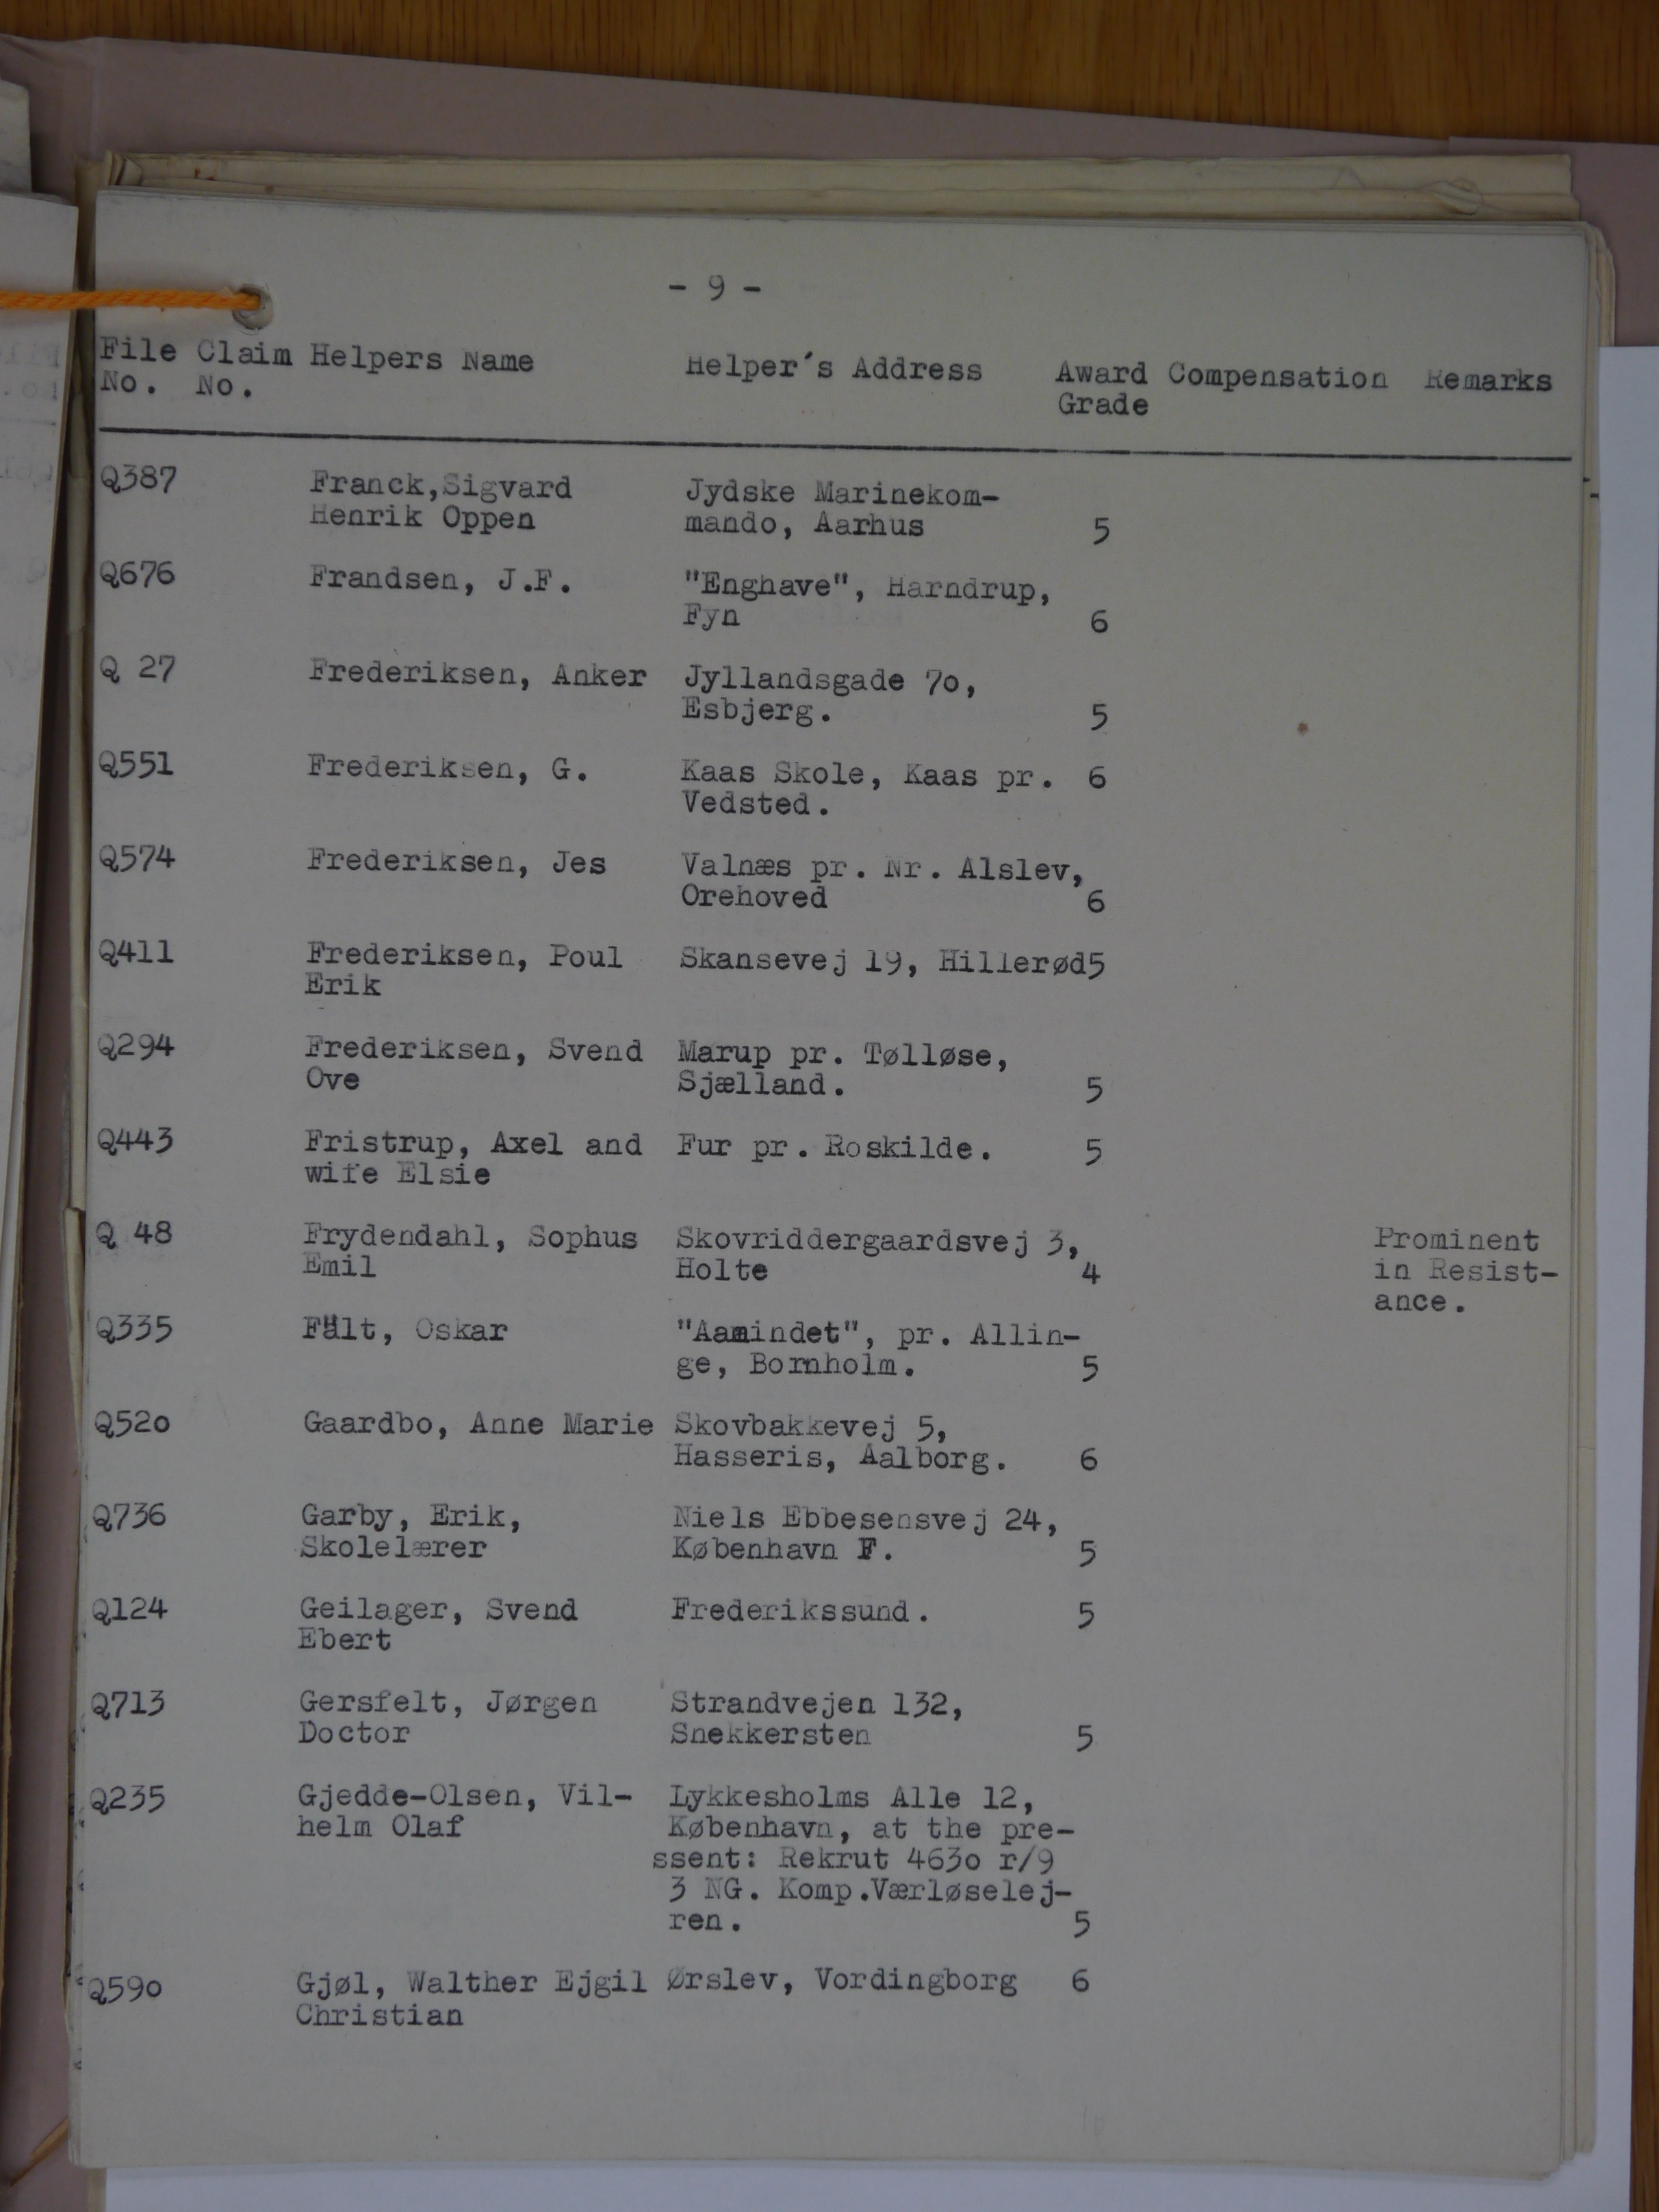 - 9 -
File Claim Helpers Name Helper's Address Award Compensation Remarks
No. No. Grade
Q387 Franck,Sigvard Jydske Marinekom-
Henrik Oppen mando, Aarhus 5
Q676 Frandsen, J.F. "Enghave", Harndrup,
Fyn 6
Q 27 Frederiksen, Anker Jyllandsgade 7o,
Esbjerg. 5
Q551 Frederiksen, G. Kaas Skole, Kaas pr. 6
Vedsted.
Q574 Frederiksen, Jes Valnæs pr. Nr. Alslev,
Orehoved 6
Q411 Frederiksen, Poul Skansevej 19, Hillerød5
Erik
Q294 Frederiksen, Svend Marup pr. Tølløse,
Ove Sjælland. 5
Q443 Fristrup, Axel and Fur pr. Roskilde. 5
wife Elsie
Q 48 Frydendahl, Sophus Skovriddergaardsvej 3, Prominent
Emil Holte 4 in Resist-
ance.
Q335 Fält, Oskar "Aamindet", pr. Allin-
ge, Bornholm. 5
Q52o Gaardbo, Anne Marie Skovbakkevej 5,
Hasseris, Aalborg. 6
Q736 Garby, Erik, Niels Ebbesensvej 24,
Skolelærer København F. 5
Q124 Geilager, Svend Frederikssund. 5
Ebert
Q713 Gersfelt, Jørgen Strandvejen 132,
Doctor Snekkersten 5
Q235 Gjedde-Olsen, Vil- Lykkesholms Alle 12,
helm Olaf København, at the pre-
ssent: Rekrut 463o r/9
3 NG. Komp.Værløselej-
ren. 5
Q59o Gjøl, Walther Ejgil Ørslev, Vordingborg 6
Christian